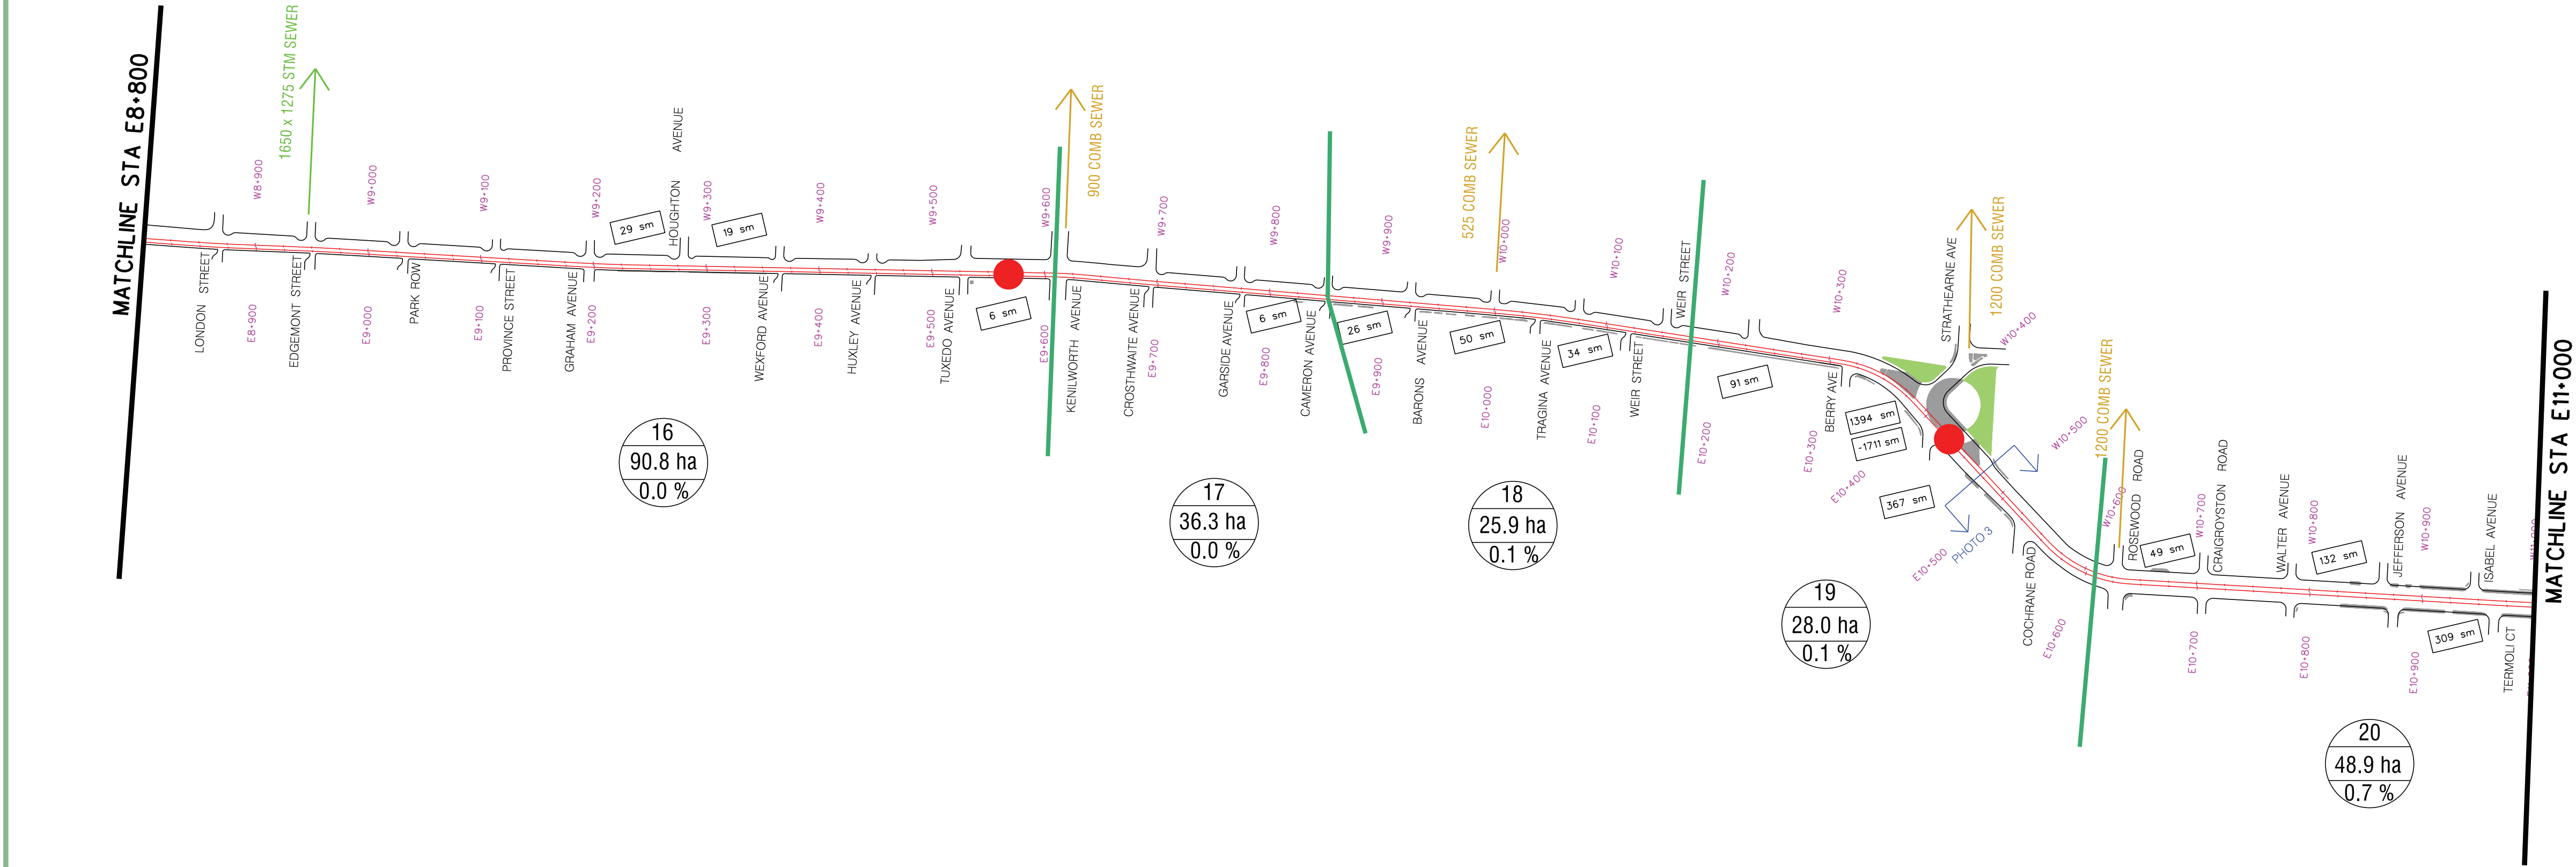 MATCHLINE STA E8+800
1650 x 1275 STM SEWER
900 COMB SEWER
525 COMB SEWER
1200 COMB SEWER
1200 COMB SEWER
MATCHLINE STA E11+000
W8+900
W9+000
W9+100
W9+200
W9+300
W9+400
W9+500
W9+600
W9+700
W9+800
W9+900
W10+000
W10+100
W10+200
W10+300
W10+400
W10+500
W10+600
W10+700
W10+800
W10+900
HOUGHTON AVENUE
WEIR STREET
STRATHEARNE AVE
ROSEWOOD ROAD
CRAIGROYSTON ROAD
WALTER AVENUE
JEFFERSON AVENUE
ISABEL AVENUE
29 sm
19 sm
6 sm
6 sm
26 sm
50 sm
34 sm
91 sm
1394 sm
-1711 sm
367 sm
49 sm
132 sm
309 sm
LONDON STREET
EDGEMONT STREET
PARK ROW
PROVINCE STREET
GRAHAM AVENUE
WEXFORD AVENUE
HUXLEY AVENUE
TUXEDO AVENUE
KENILWORTH AVENUE
CROSTHWAITE AVENUE
GARSIDE AVENUE
CAMERON AVENUE
BARONS AVENUE
TRAGINA AVENUE
WEIR STREET
BERRY AVE
COCHRANE ROAD
TERMOLI CT
E8+900
E9+000
E9+100
E9+200
E9+300
E9+400
E9+500
E9+600
E9+700
E9+800
E9+900
E10+000
E10+100
E10+200
E10+300
E10+400
E10+500
E10+600
E10+700
E10+800
E10+900
PHOTO 3
16
90.8 ha
0.0 %
17
36.3 ha
0.0 %
18
25.9 ha
0.1 %
19
28.0 ha
0.1 %
20
48.9 ha
0.7 %